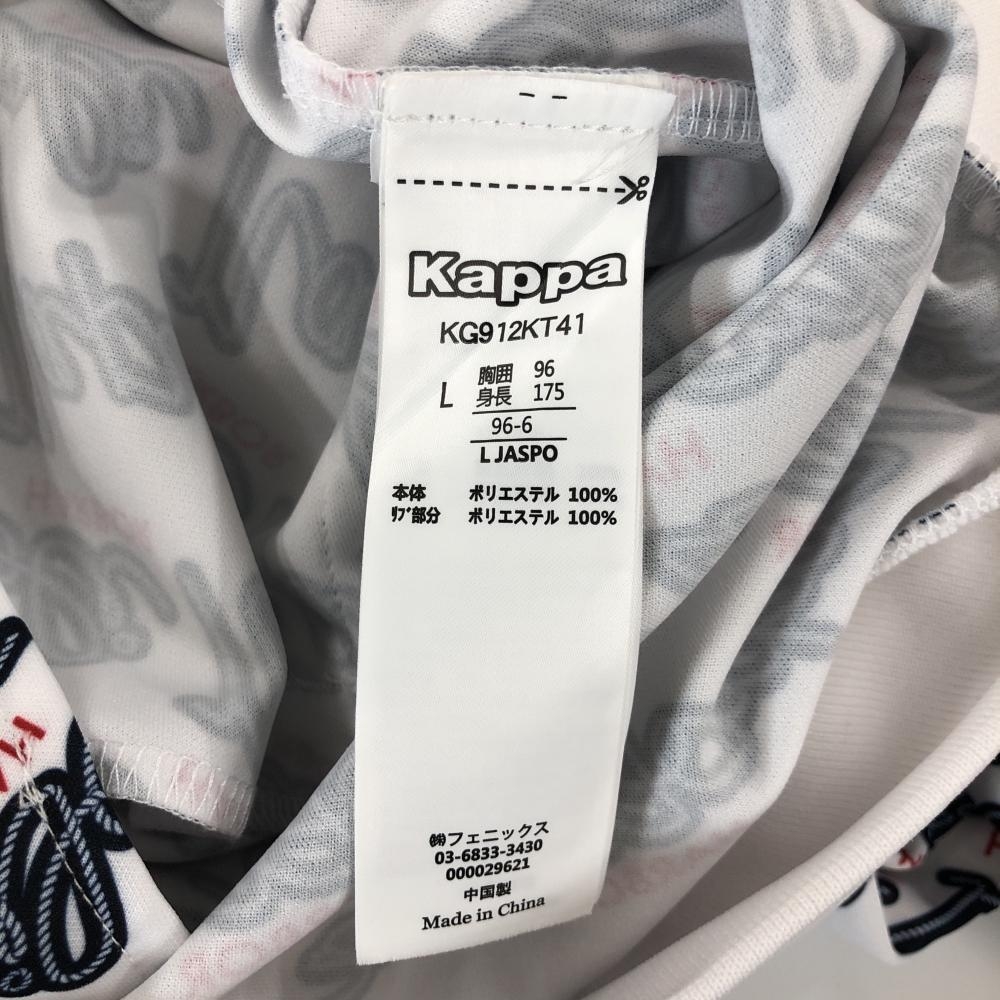 Kappa
KG912KT41
L 胸囲 96
身長 175
96-6
L JASPO
本体 ポリエステル 100%
ﾘﾌﾞ部分 ポリエステル 100%
㈱フェニックス
03-6833-3430
000029621
中国製
Made in China